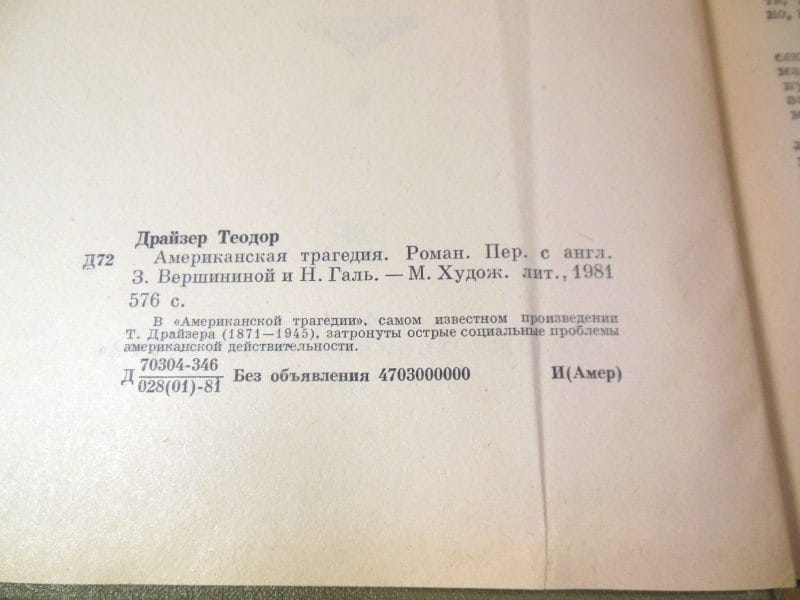 Драйзер Теодор
Д72 Американская трагедия. Роман. Пер. с англ.
З. Вершининой и Н. Галь. — М. Худож. лит., 1981
576 с.
В «Американской трагедии», самом известном произведении
Т. Драйзера (1871—1945), затронуты острые социальные проблемы
американской действительности.
Д 70304-346
028(01)-81 Без объявления 4703000000 И(Амер)